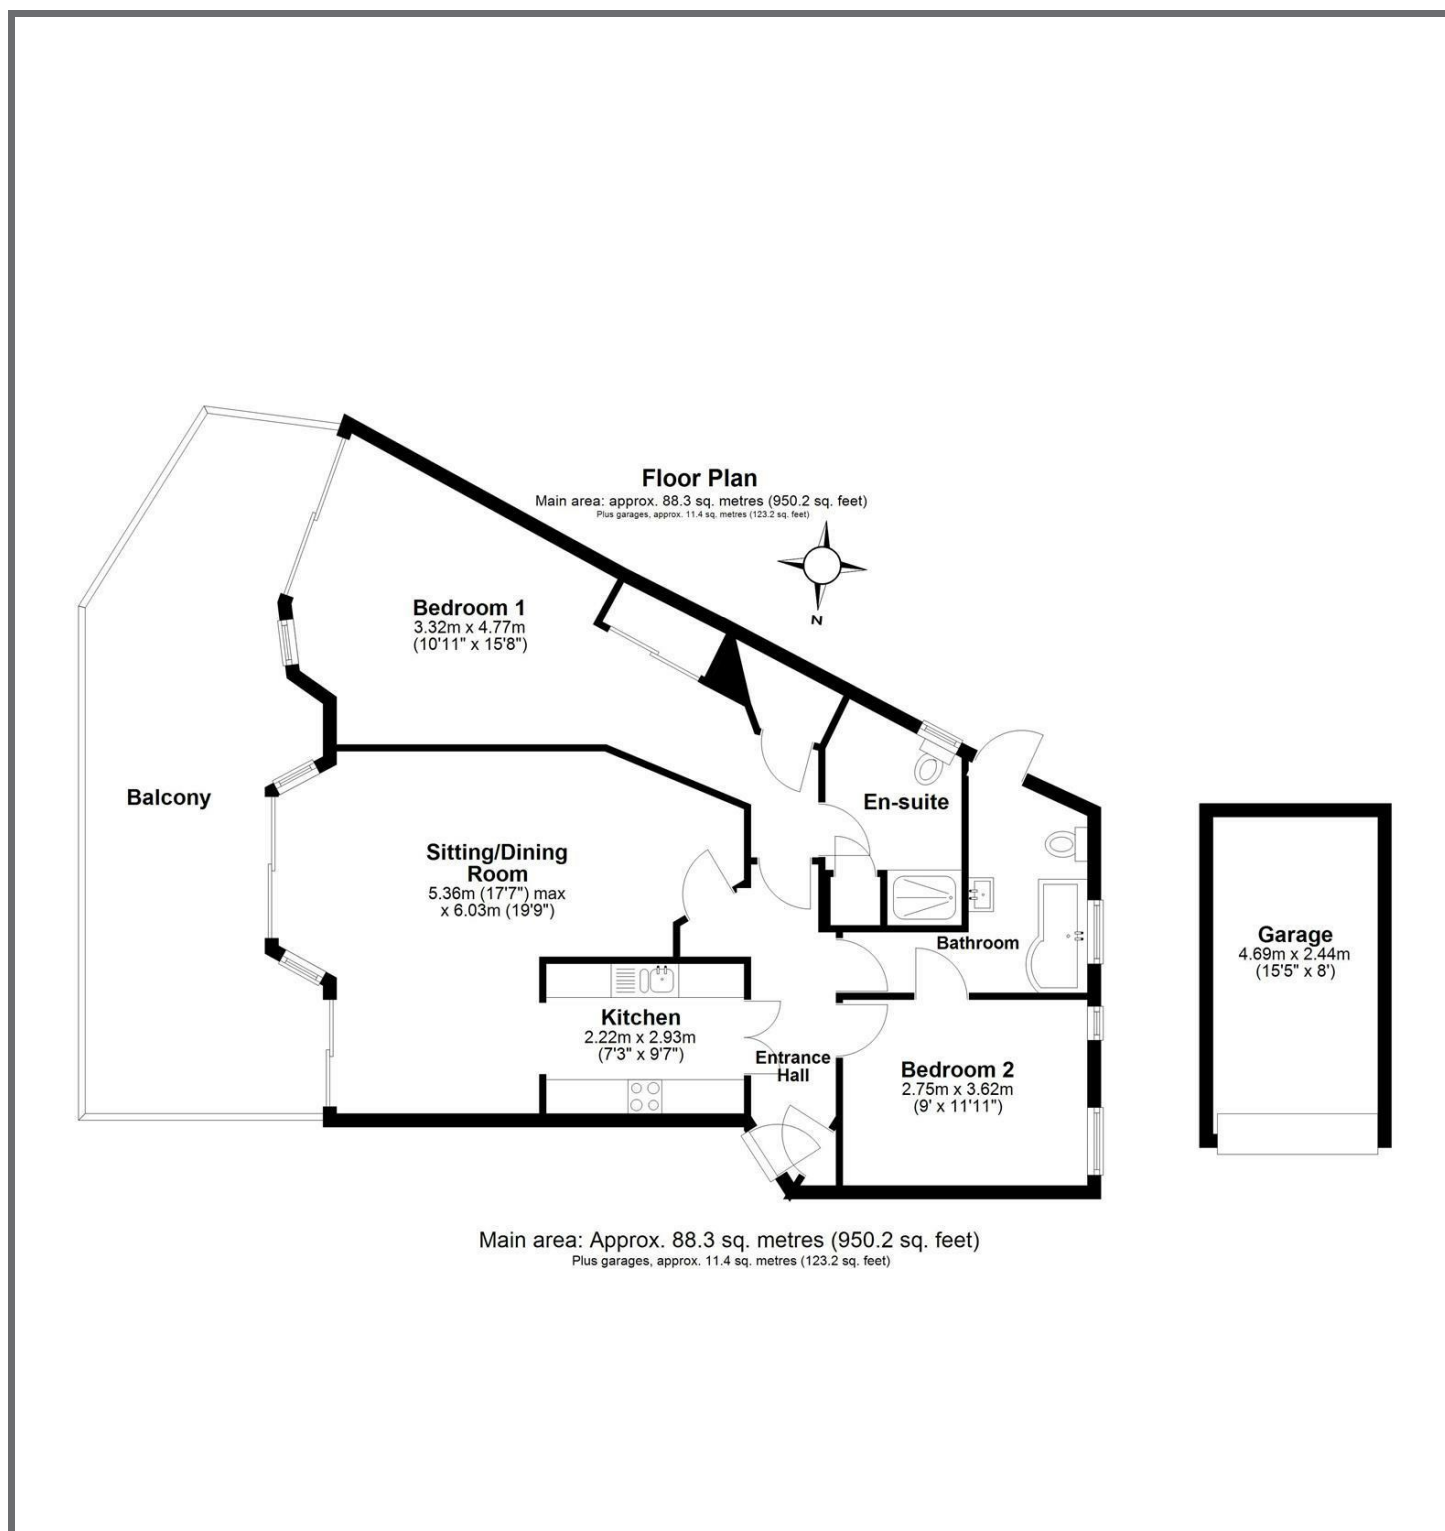 Floor Plan
Main area: approx. 88.3 sq. metres (950.2 sq. feet)
Plus garages, approx. 11.4 sq. metres (123.2 sq. feet)
N
Bedroom 1
3.32m x 4.77m
(10'11" x 15'8")
Balcony
En-suite
Sitting/Dining
Room
5.36m (17'7") max
x 6.03m (19'9")
Bathroom
Garage
4.69m x 2.44m
(15'5" x 8')
Kitchen
2.22m x 2.93m
(7'3" x 9'7")
Entrance
Hall
Bedroom 2
2.75m x 3.62m
(9' x 11'11")
Main area: Approx. 88.3 sq. metres (950.2 sq. feet)
Plus garages, approx. 11.4 sq. metres (123.2 sq. feet)